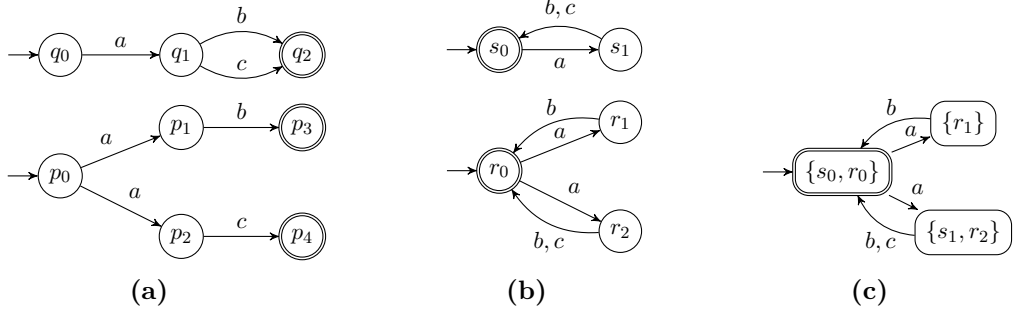 q₀ a q₁ b c q₂
p₀ a p₁ b p₃
a p₂ c p₄
(a)
s₀ b, c a s₁
r₀ b a r₁
a b, c r₂
(b)
{s₀, r₀} b a {r₁}
a b, c {s₁, r₂}
(c)